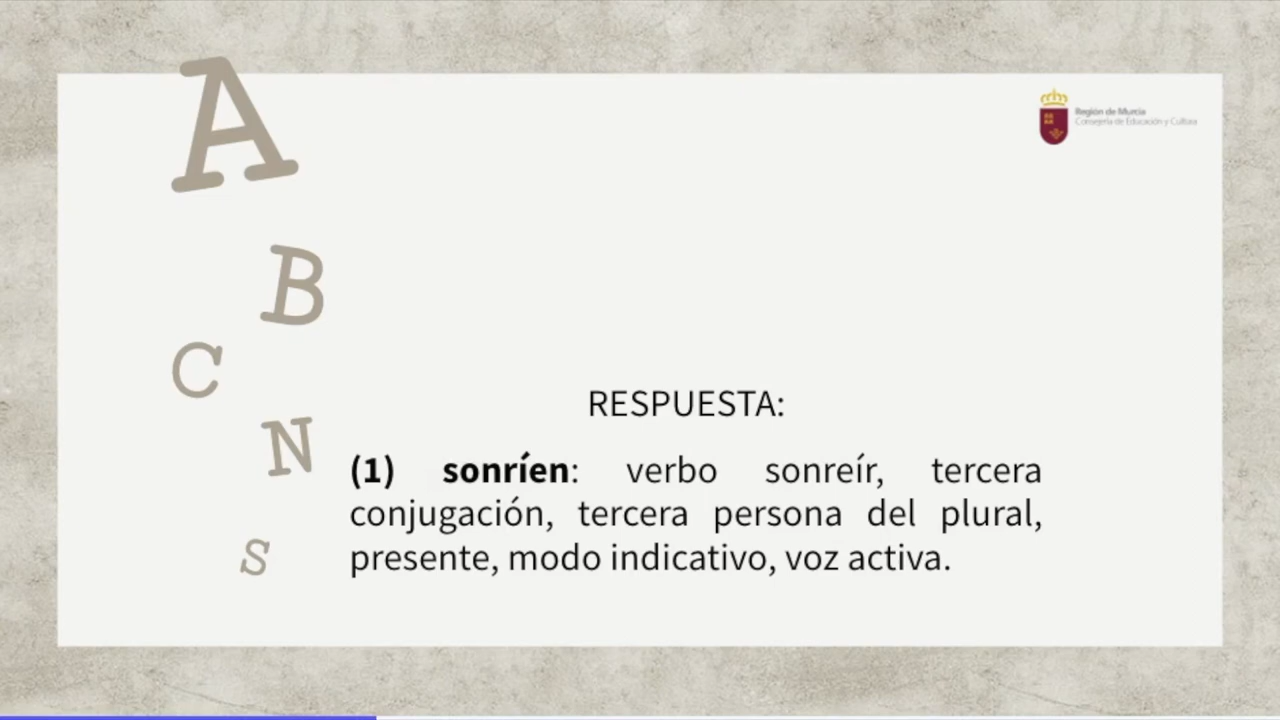 A
B
C
N
S
Región de Murcia
Consejería de Educación y Cultura
RESPUESTA:
(1) sonríen: verbo sonreír, tercera
conjugación, tercera persona del plural,
presente, modo indicativo, voz activa.